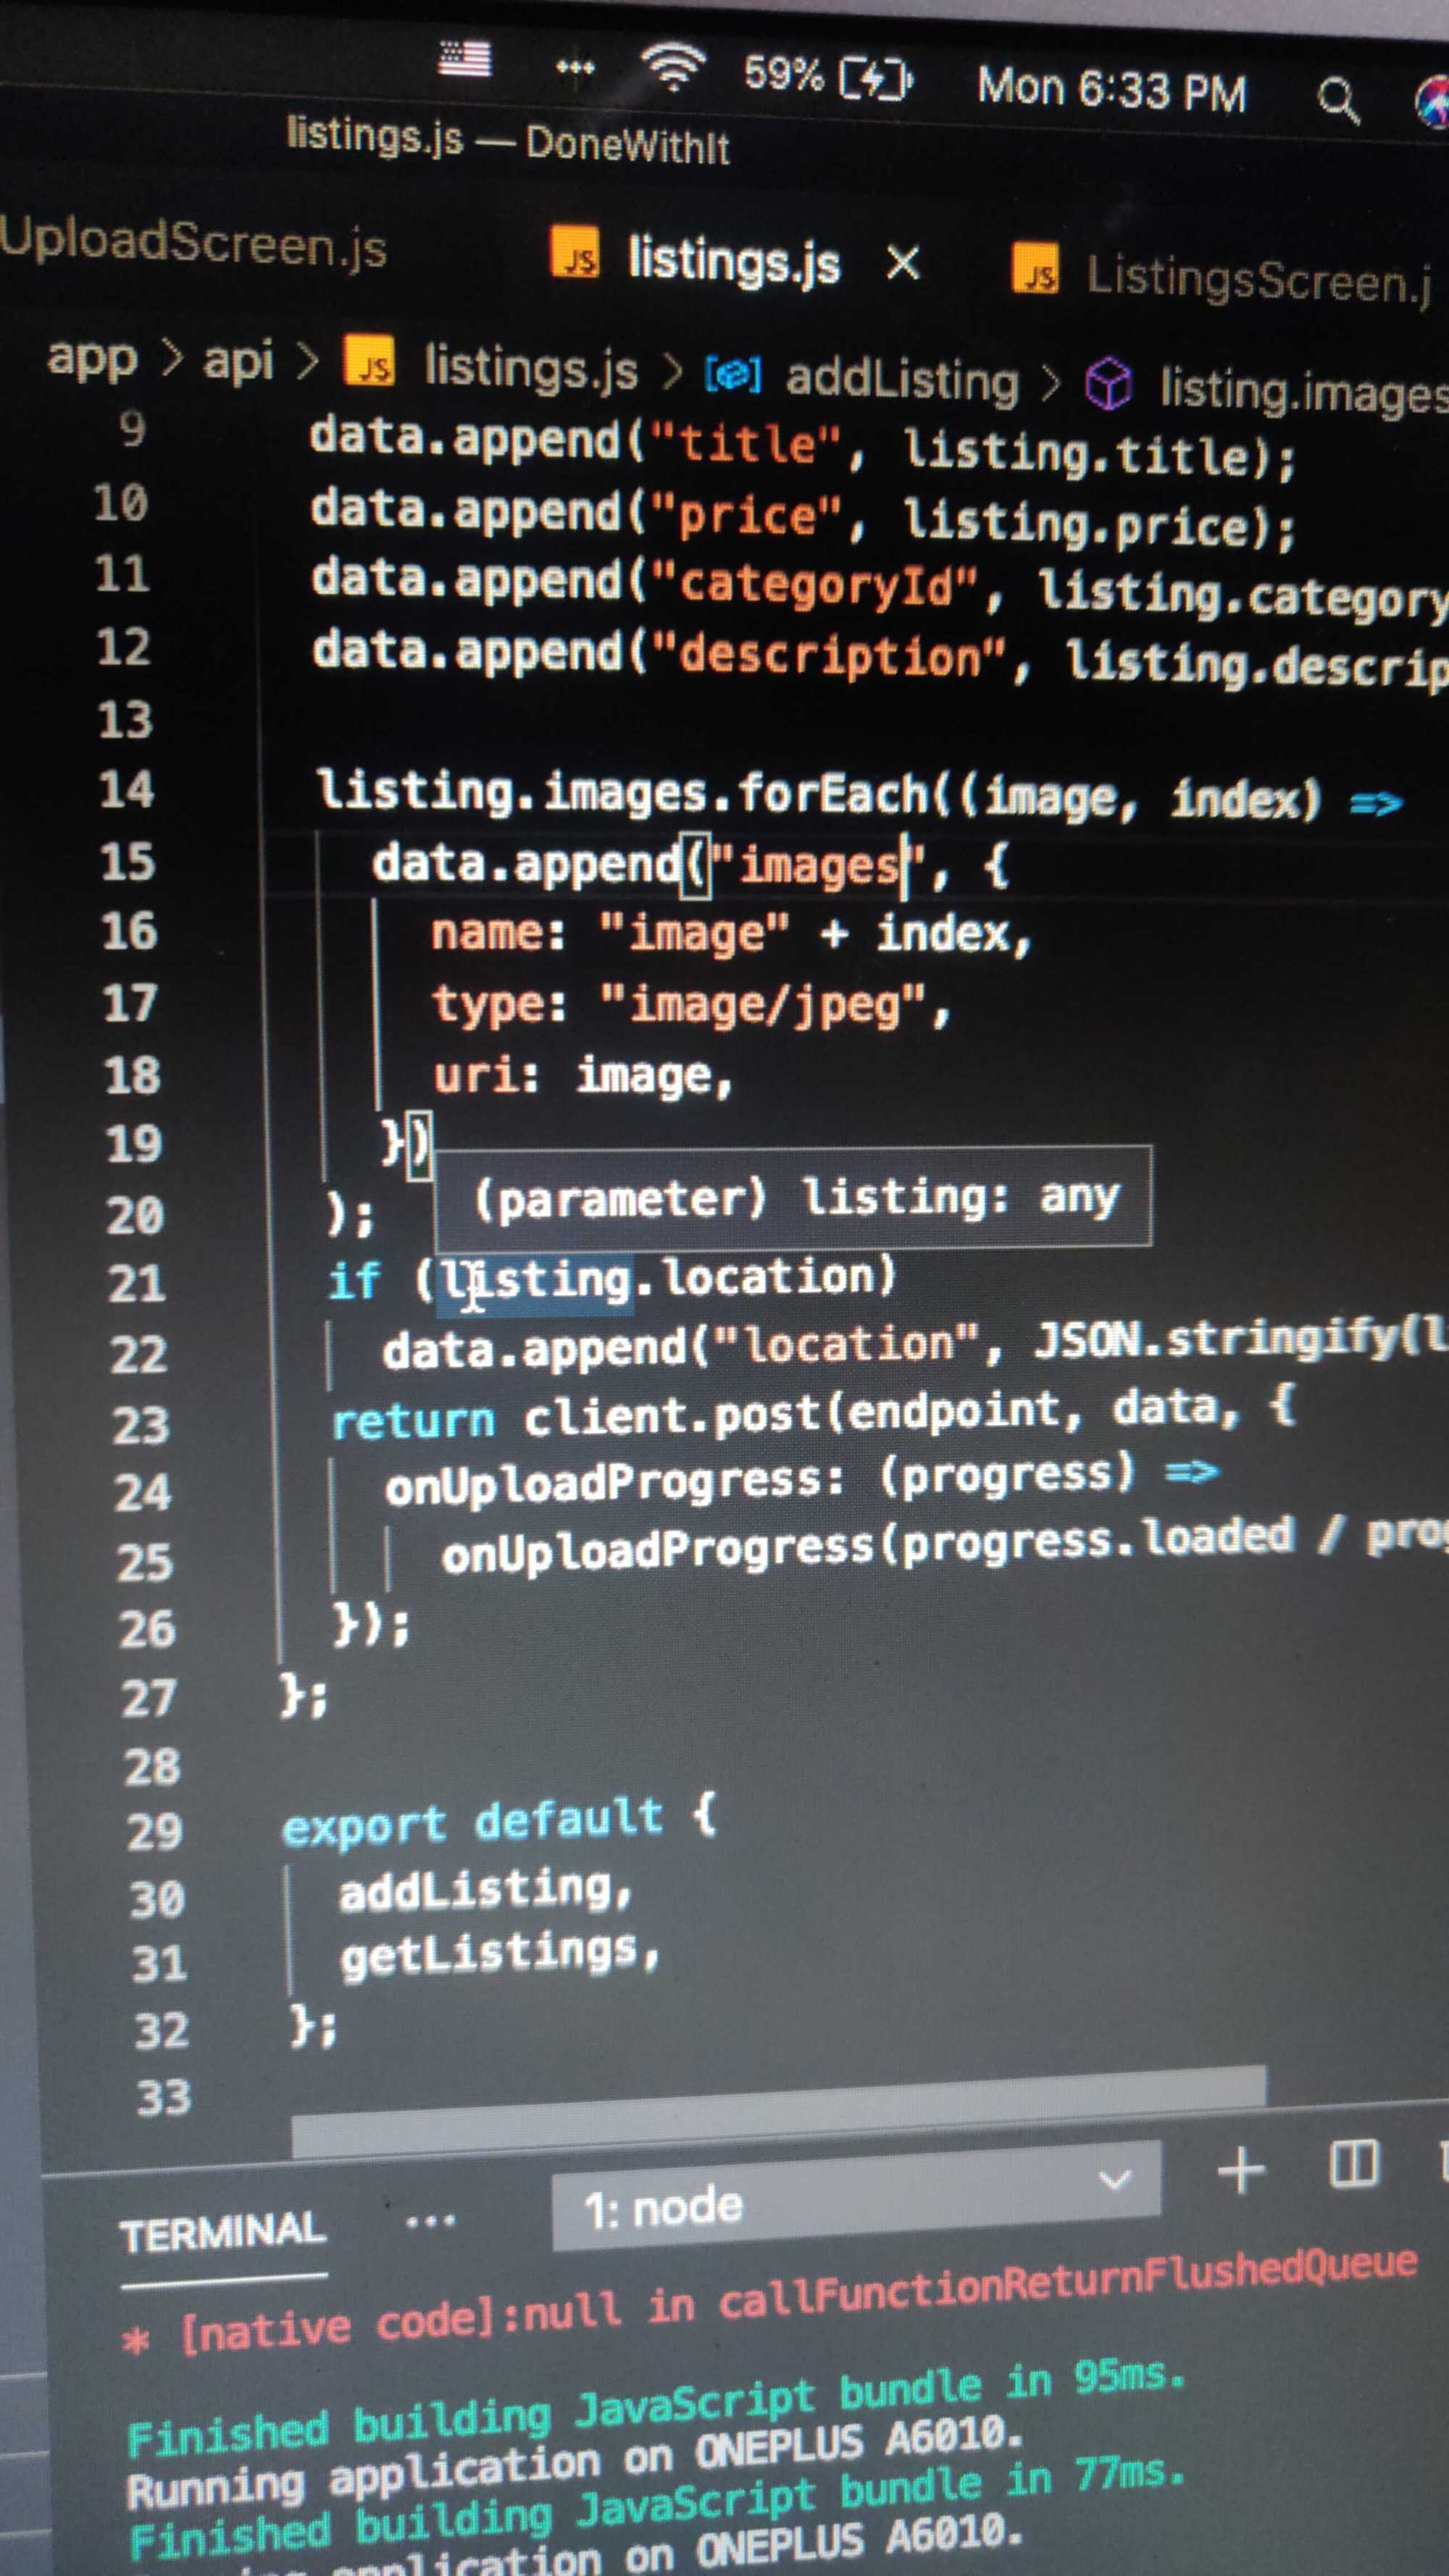 59% Mon 6:33 PM
listings.js — DoneWithIt
UploadScreen.js JS listings.js × JS ListingsScreen.j
app > api > JS listings.js > addListing > listing.images
9 data.append("title", listing.title);
10 data.append("price", listing.price);
11 data.append("categoryId", listing.category
12 data.append("description", listing.descrip
13
14 listing.images.forEach((image, index) =>
15 data.append("images", {
16 name: "image" + index,
17 type: "image/jpeg",
18 uri: image,
19 })
(parameter) listing: any
20 );
21 if (listing.location)
22 data.append("location", JSON.stringify(l
23 return client.post(endpoint, data, {
24 onUploadProgress: (progress) =>
25 onUploadProgress(progress.loaded / prog
26 });
27 };
28
29 export default {
30 addListing,
31 getListings,
32 };
33
TERMINAL ... 1: node
* [native code]:null in callFunctionReturnFlushedQueue
Finished building JavaScript bundle in 95ms.
Running application on ONEPLUS A6010.
Finished building JavaScript bundle in 77ms.
application on ONEPLUS A6010.